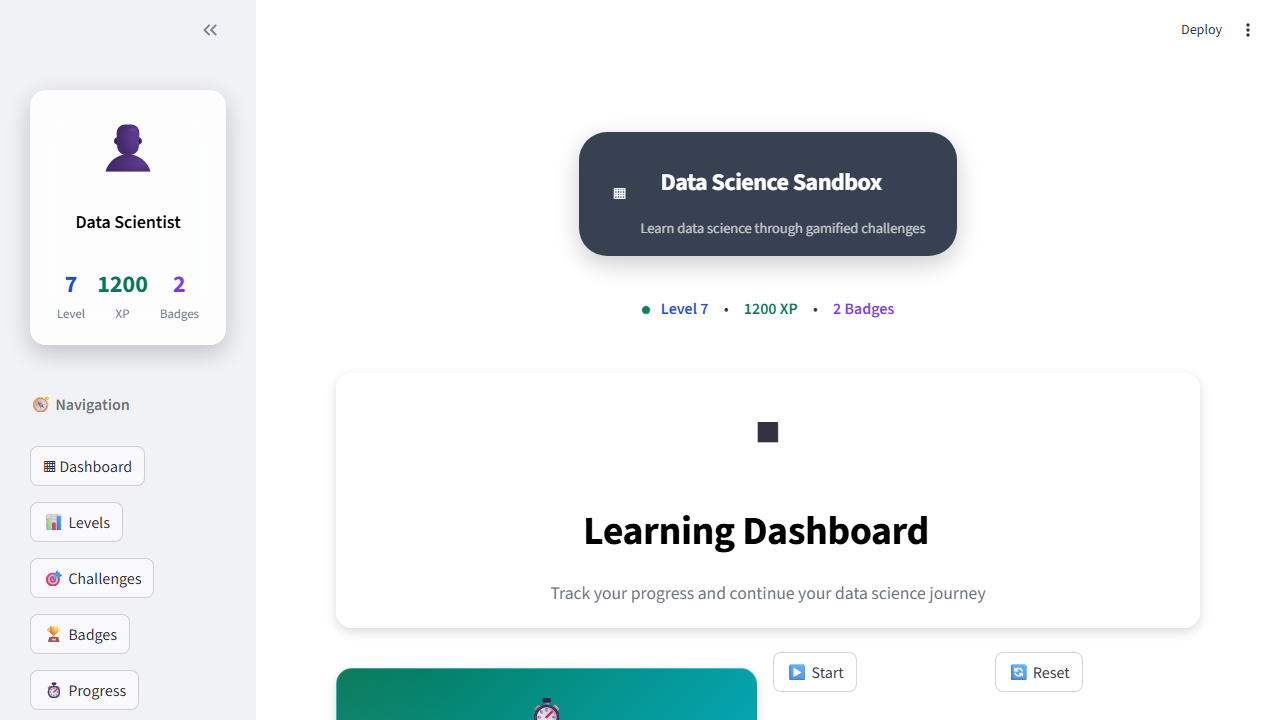 Deploy
Data Scientist
7 1200 2
Level XP Badges
Navigation
Dashboard
Levels
Challenges
Badges
Progress
Data Science Sandbox
Learn data science through gamified challenges
Level 7 • 1200 XP • 2 Badges
Learning Dashboard
Track your progress and continue your data science journey
Start
Reset